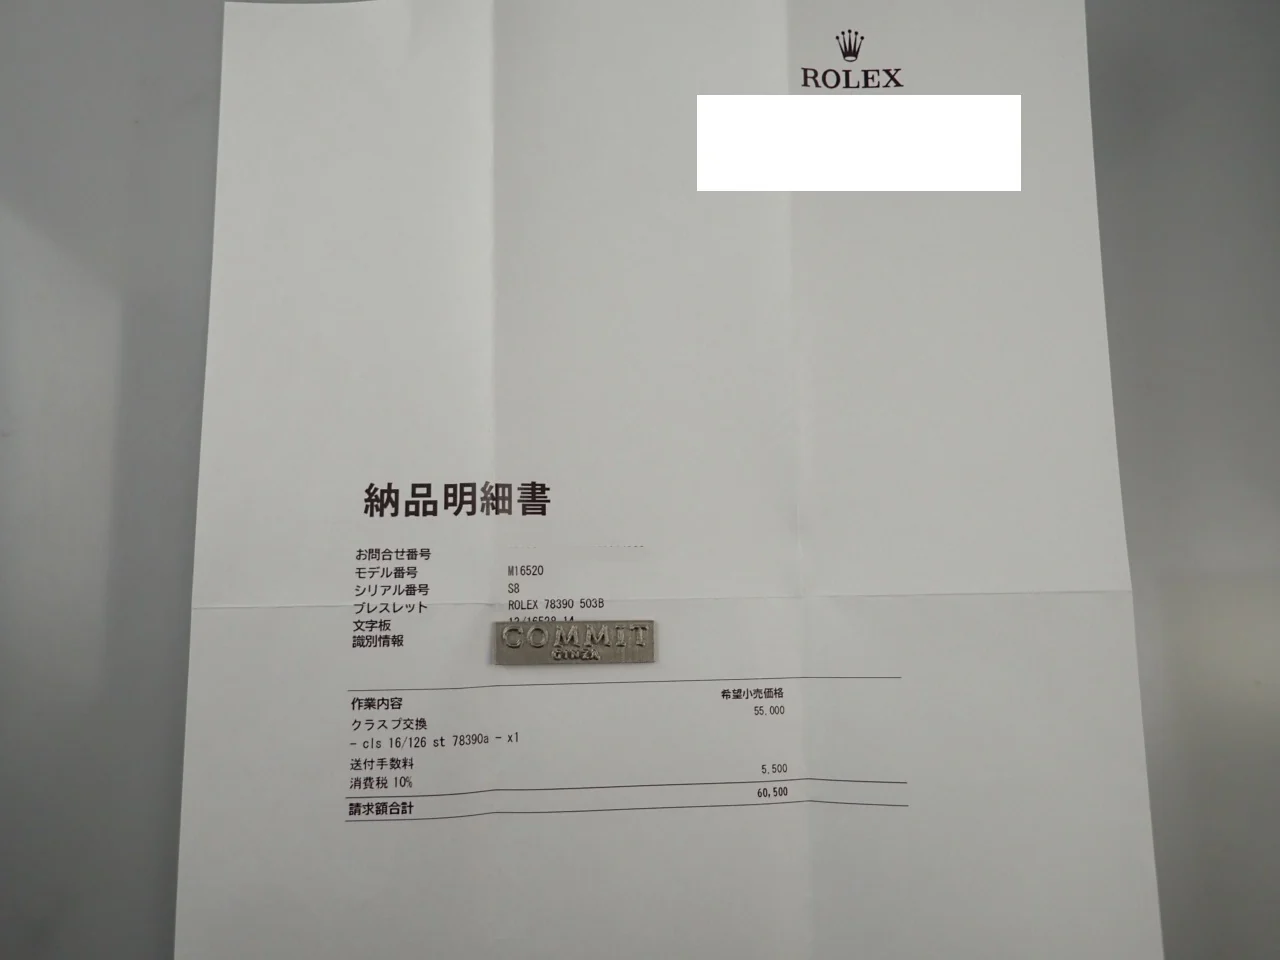 ROLEX
納品明細書
お問合せ番号
モデル番号 M16520
シリアル番号 S8
ブレスレット ROLEX 78390 503B
文字板
識別情報
COMMIT
GINZA
作業内容 希望小売価格
クラスプ交換 55,000
- cls 16/126 st 78390a - x1
送付手数料
消費税 10% 5,500
請求額合計 60,500